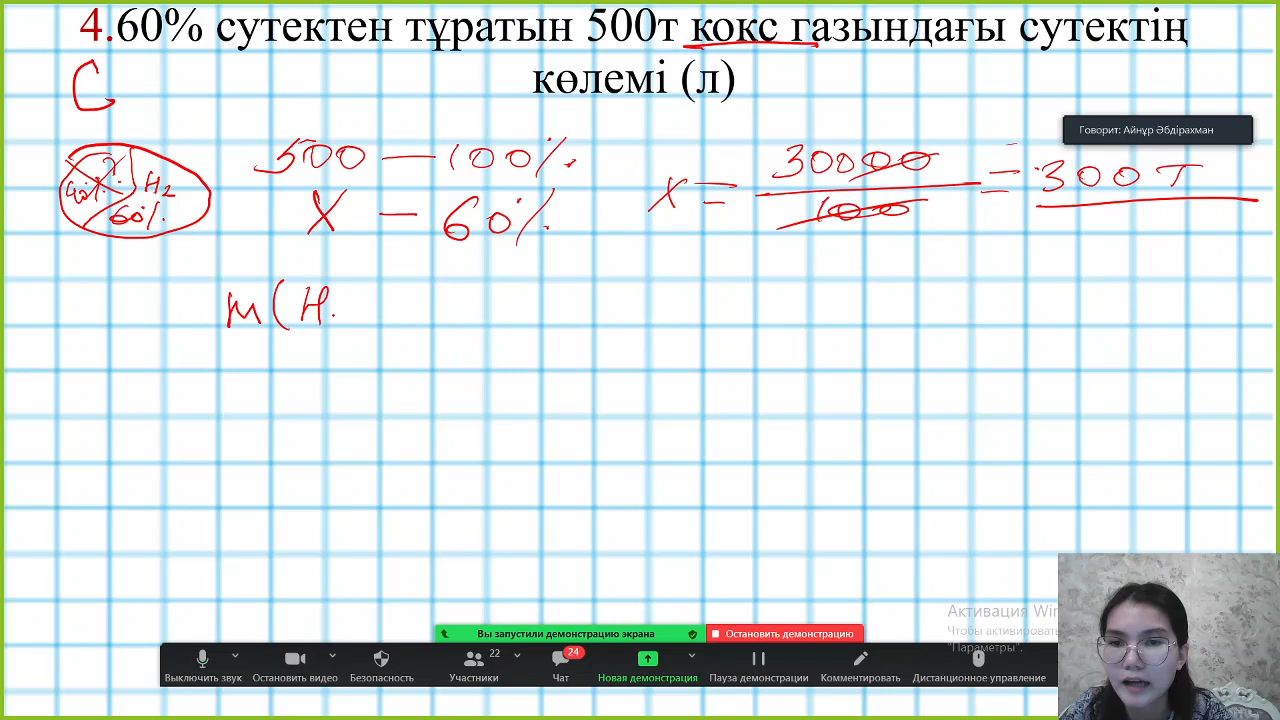 4.60% сутектен тұратын 500т кокс газындағы сутектің
көлемі (л)
C
Говорит: Айнұр Әбдірахман
40% ? H2
60%
500 — 100%
x — 60%
x = 30000 / 100 = 300 т
m ( H
Активация Win
Чтобы активировать
"Параметры".
Вы запустили демонстрацию экрана
Остановить демонстрацию
22
24
Выключить звук
Остановить видео
Безопасность
Участники
Чат
Новая демонстрация
Пауза демонстрации
Комментировать
Дистанционное управление